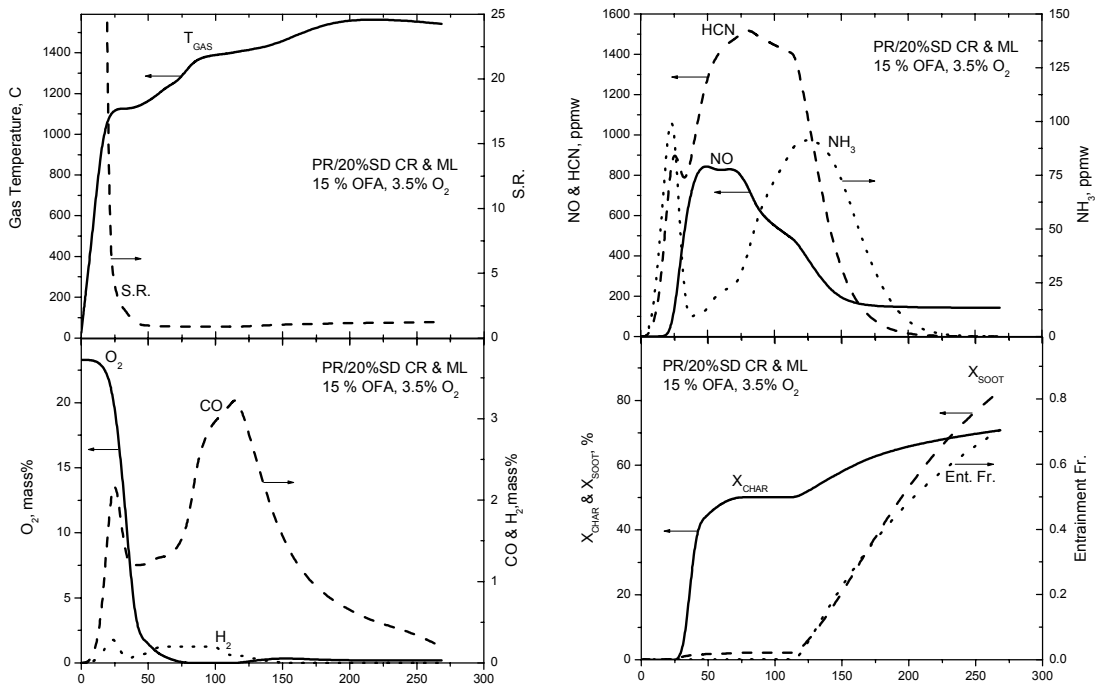 Gas Temperature, C
1400
1200
1000
800
600
400
200
0
T_GAS
S.R.
PR/20%SD CR & ML
15 % OFA, 3.5% O₂
25
20
15
10
5
0
S.R.
NO & HCN, ppmw
1600
1400
1200
1000
800
600
400
200
0
HCN
NO
NH₃
PR/20%SD CR & ML
15 % OFA, 3.5% O₂
150
125
100
75
50
25
0
NH₃, ppmw
O₂, mass%
20
15
10
5
0
O₂
CO
H₂
PR/20%SD CR & ML
15 % OFA, 3.5% O₂
3
2
1
0
CO & H₂,mass%
0 50 100 150 200 250 300
X_CHAR & X_SOOT, %
80
60
40
20
0
PR/20%SD CR & ML
15 % OFA, 3.5% O₂
X_SOOT
X_CHAR
Ent. Fr.
0.8
0.6
0.4
0.2
0.0
Entrainment Fr.
0 50 100 150 200 250 300